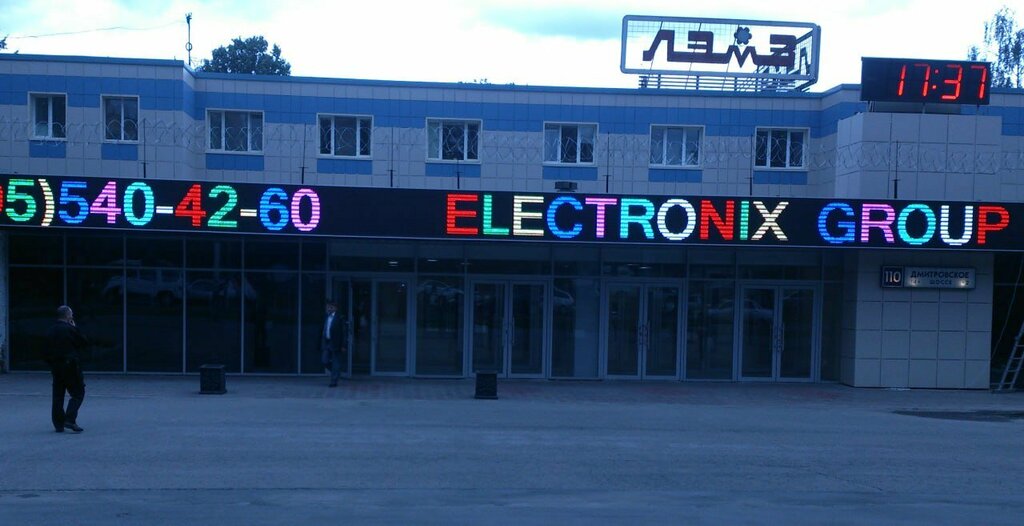 ЛЭМЗ
17:37
5)540-42-60 ELECTRONIX GROUP
110 ДМИТРОВСКОЕ
ШОССЕ